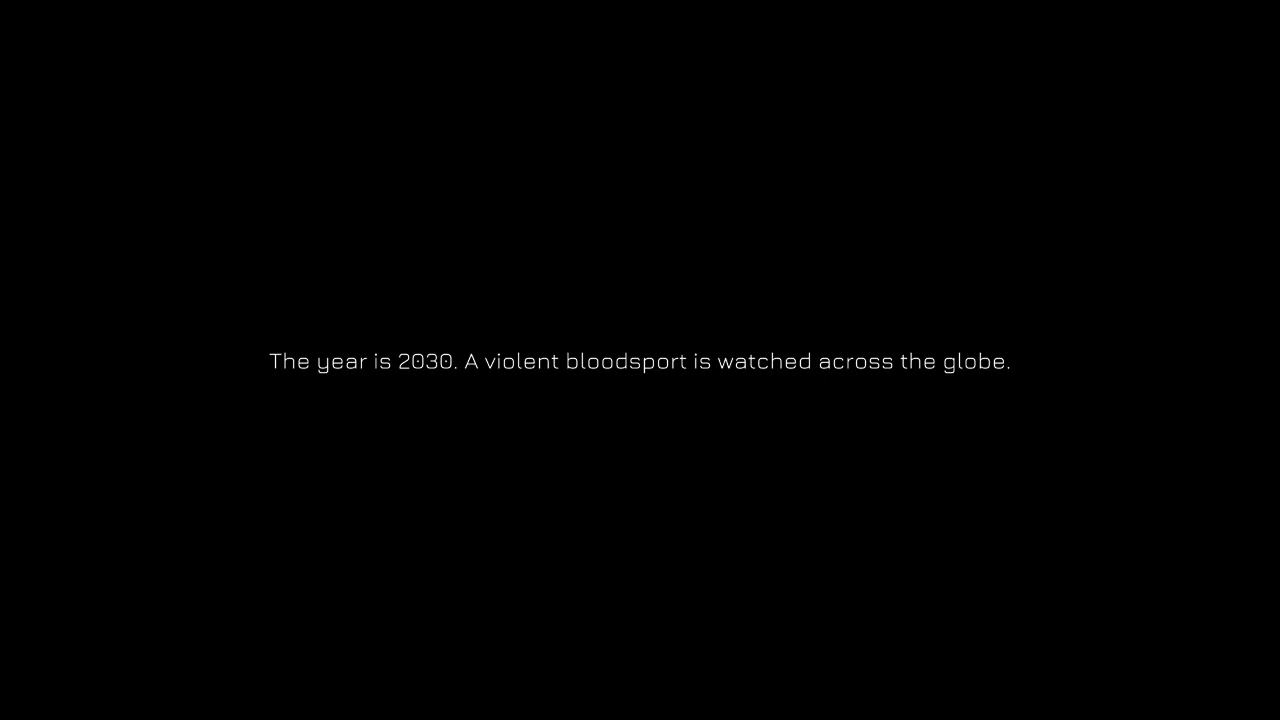 The year is 2030. A violent bloodsport is watched across the globe.